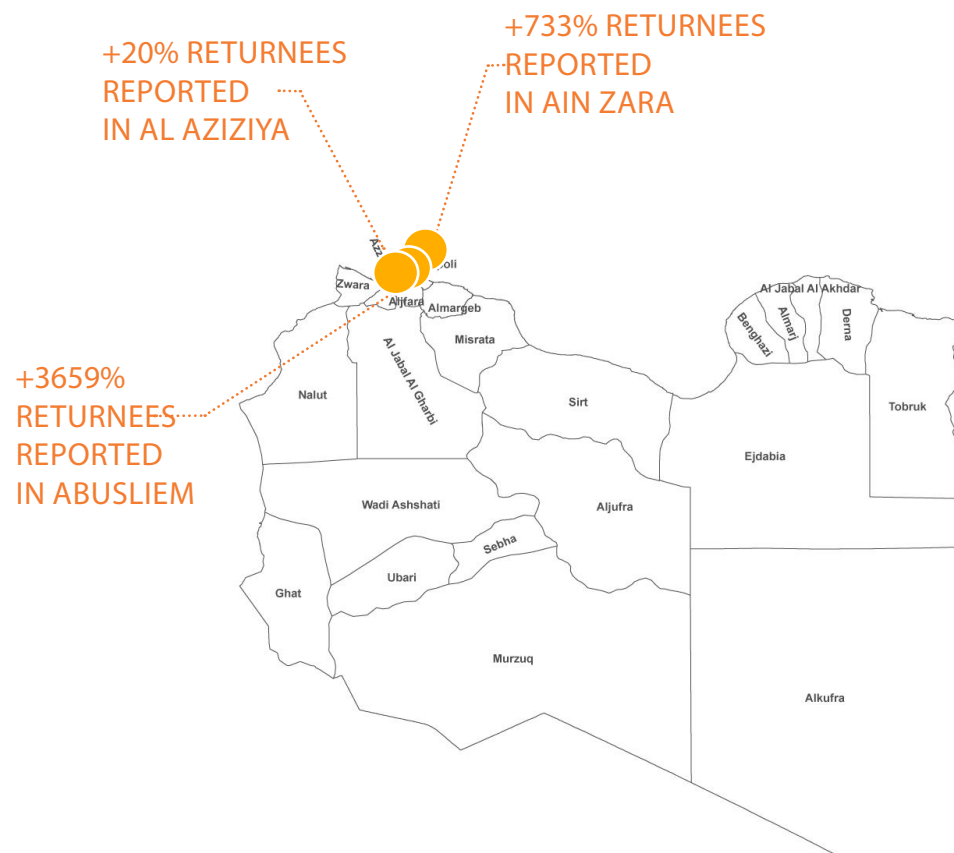 +733% RETURNEES
REPORTED
IN AIN ZARA
+20% RETURNEES
REPORTED
IN AL AZIZIYA
+3659%
RETURNEES
REPORTED
IN ABUSLIEM
Zwara
Aljfara
Almargeb
Misrata
Al Jabal Al Gharbi
Nalut
Sirt
Al Jabal Al Akhdar
Benghazi
Almarj
Derna
Tobruk
Ejdabia
Wadi Ashshati
Aljufra
Sebha
Ubari
Ghat
Murzuq
Alkufra